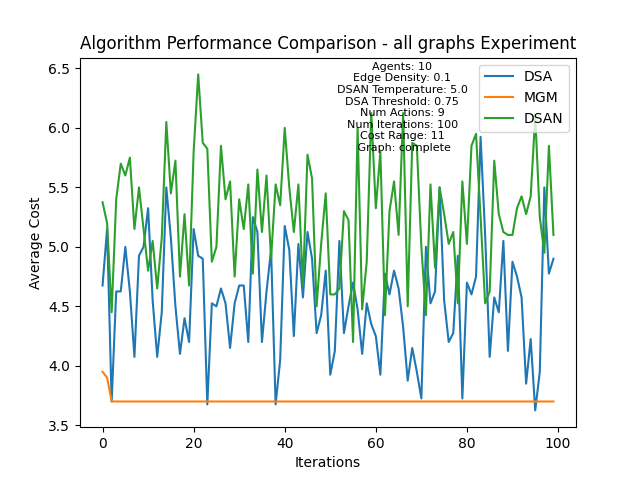 Algorithm Performance Comparison - all graphs Experiment
Agents: 10
Edge Density: 0.1
DSAN Temperature: 5.0
DSA Threshold: 0.75
Num Actions: 9
Num Iterations: 100
Cost Range: 11
Graph: complete
DSA
MGM
DSAN
Average Cost
6.5
6.0
5.5
5.0
4.5
4.0
3.5
0
20
40
60
80
100
Iterations